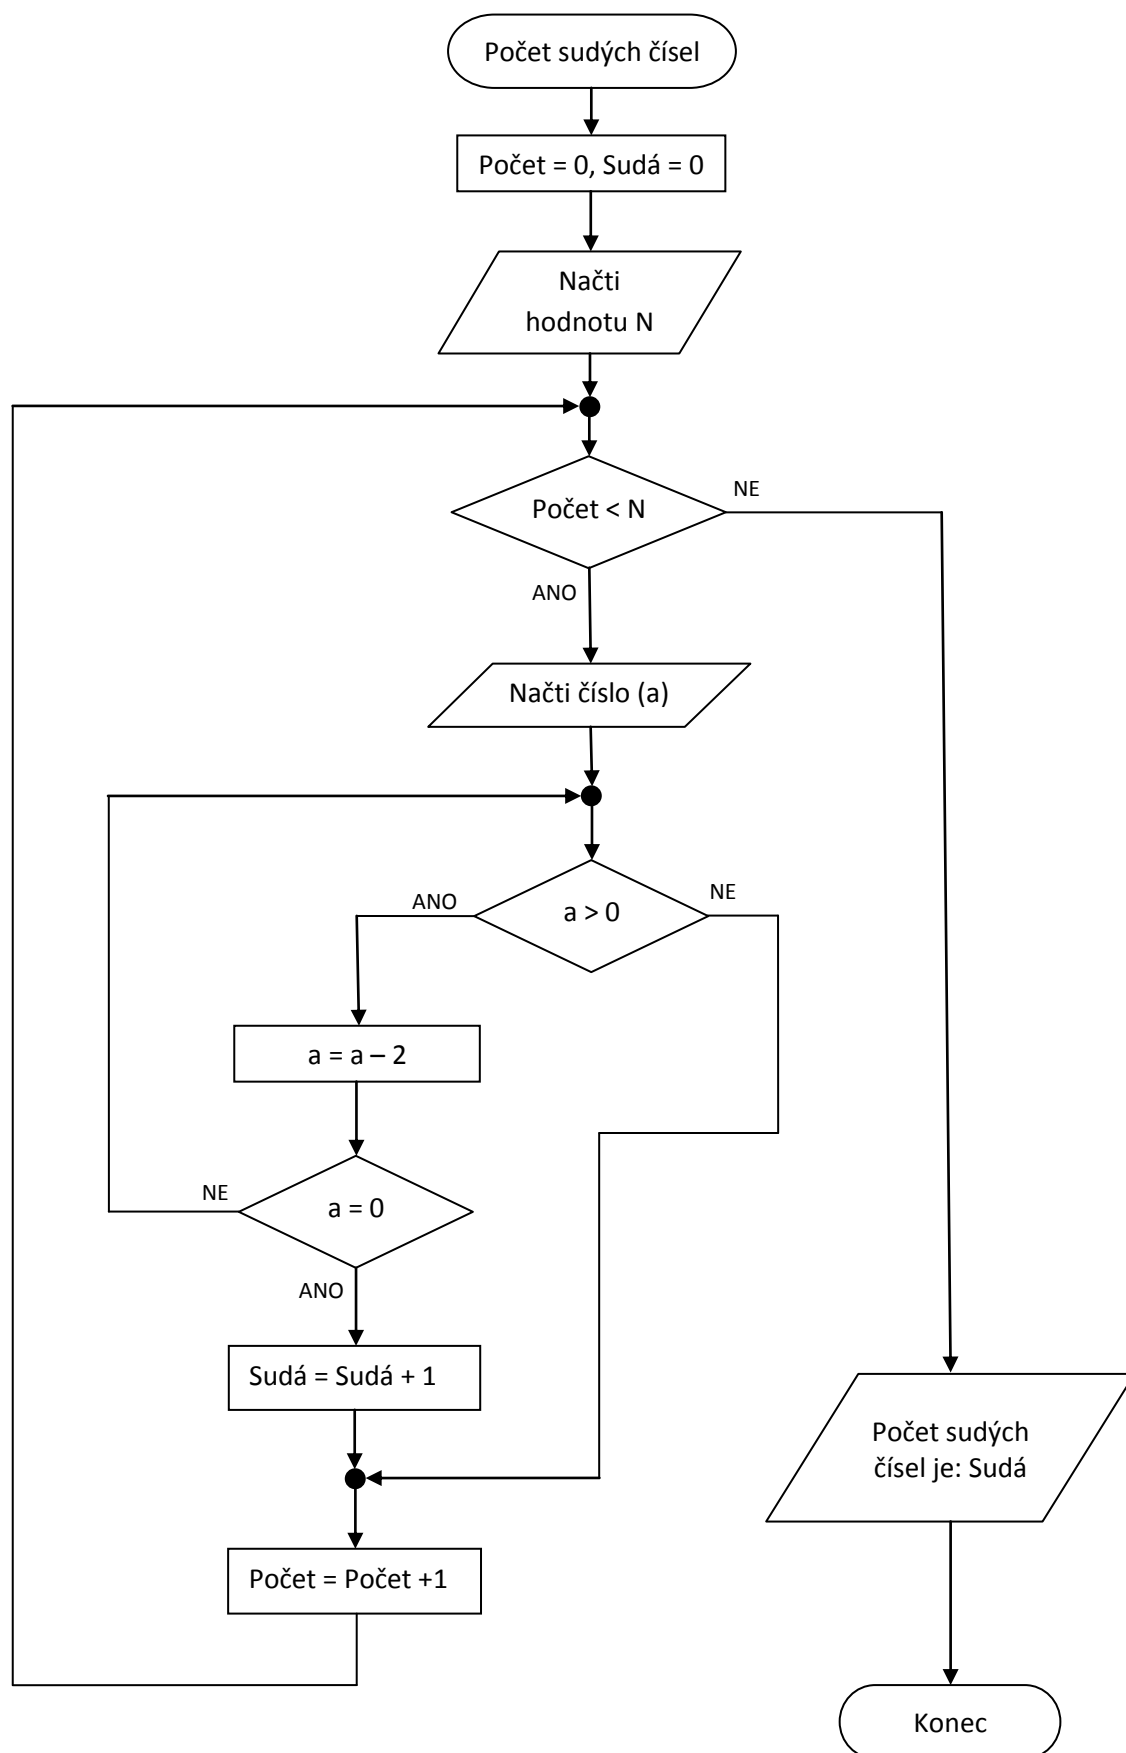 Počet sudých čísel
Počet = 0, Sudá = 0
Načti
hodnotu N
Počet < N
NE
ANO
Načti číslo (a)
a > 0
ANO
NE
a = a – 2
a = 0
NE
ANO
Sudá = Sudá + 1
Počet = Počet +1
Počet sudých
čísel je: Sudá
Konec